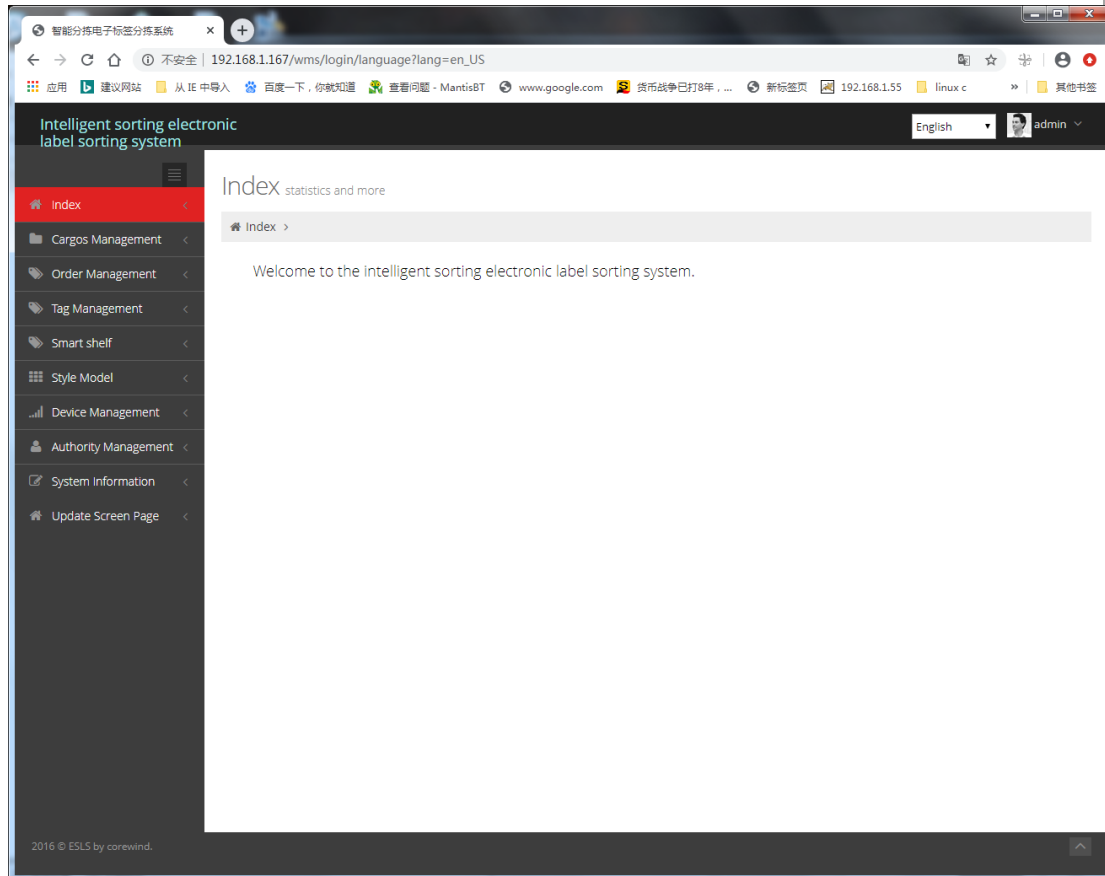 智能分拣电子标签分拣系统
不安全 192.168.1.167/wms/login/language?lang=en_US
应用 建议网站 从 IE 中导入 百度一下，你就知道 查看问题 - MantisBT www.google.com 货币战争已打8年，... 新标签页 192.168.1.55 linux c » 其他书签
Intelligent sorting electronic
label sorting system
English admin
Index
Cargos Management
Order Management
Tag Management
Smart shelf
Style Model
Device Management
Authority Management
System Information
Update Screen Page
Index statistics and more
Index >
Welcome to the intelligent sorting electronic label sorting system.
2016 © ESLS by corewind.